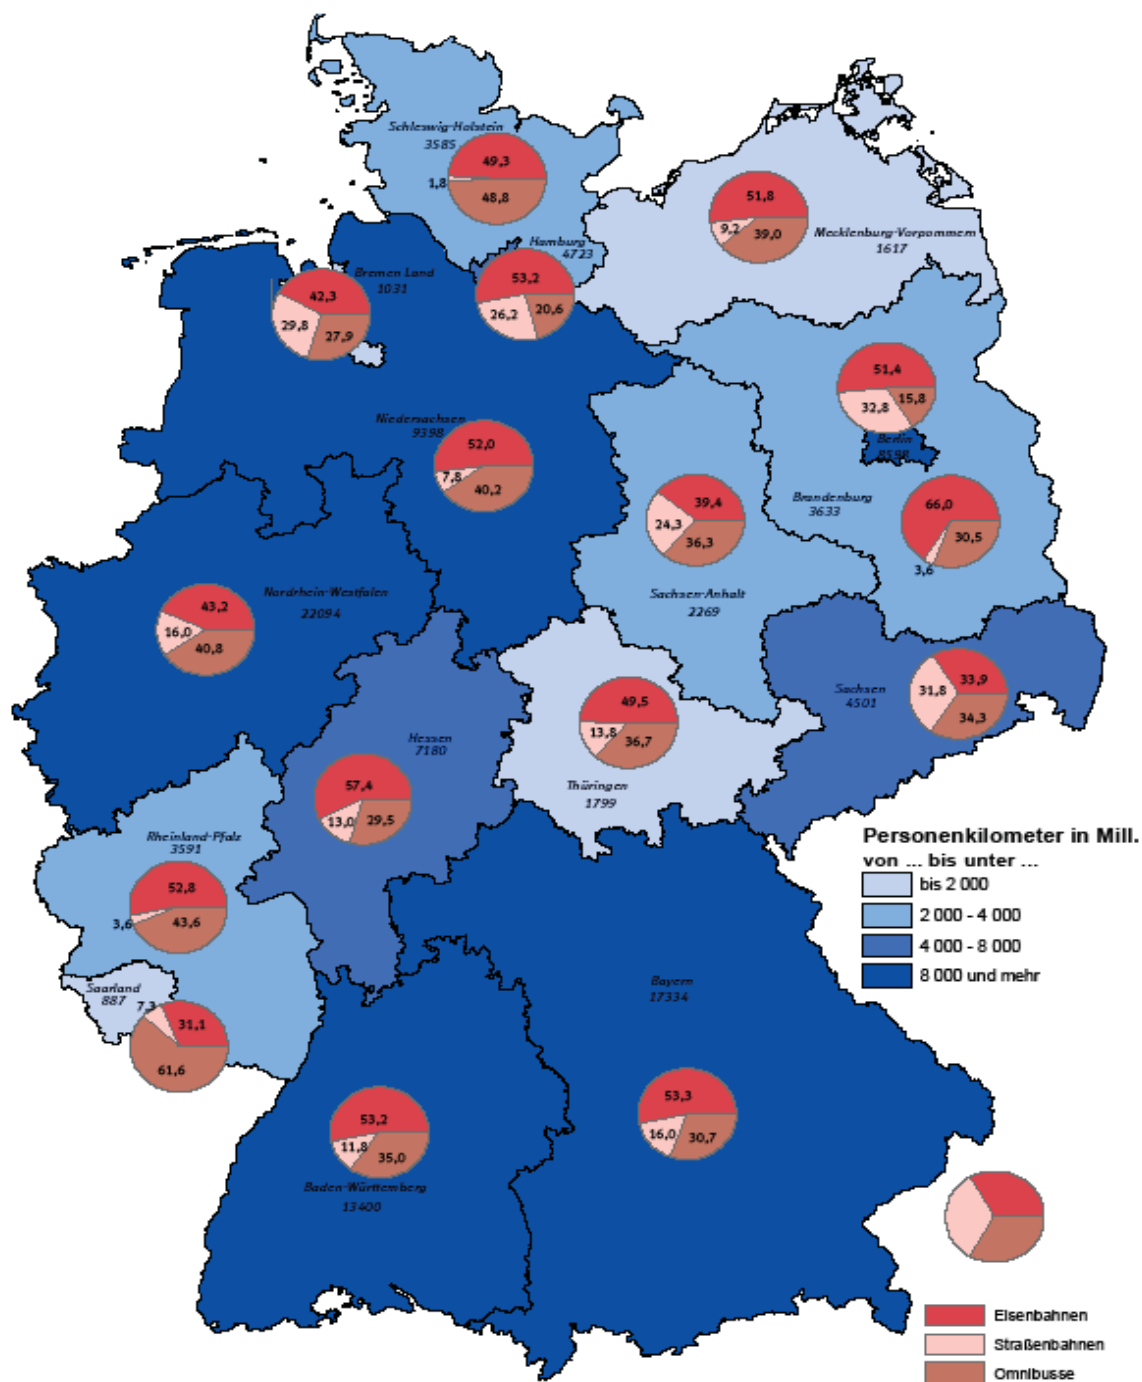 Schleswig-Holstein
3585
49,3
1,8
48,8
51,8
9,2
39,0
Mecklenburg-Vorpommern
1617
Hamburg
4723
53,2
26,2
20,6
Bremen Land
1031
42,3
29,8
27,9
51,4
32,8
15,8
Berlin
8598
Niedersachsen
9398
52,0
7,8
40,2
39,4
24,3
36,3
Brandenburg
3633
66,0
30,5
3,6
Sachsen-Anhalt
2269
Nordrhein-Westfalen
22094
43,2
16,0
40,8
Sachsen
4501
33,9
31,8
34,3
49,5
13,8
36,7
Thüringen
1799
Hessen
7180
57,4
13,0
29,5
Rheinland-Pfalz
3591
52,8
3,6
43,6
Saarland
887
7,3
31,1
61,6
Personenkilometer in Mill.
von ... bis unter ...
bis 2 000
2 000 - 4 000
4 000 - 8 000
8 000 und mehr
Bayern
17334
53,3
16,0
30,7
53,2
11,8
35,0
Baden-Württemberg
13400
Eisenbahnen
Straßenbahnen
Omnibusse